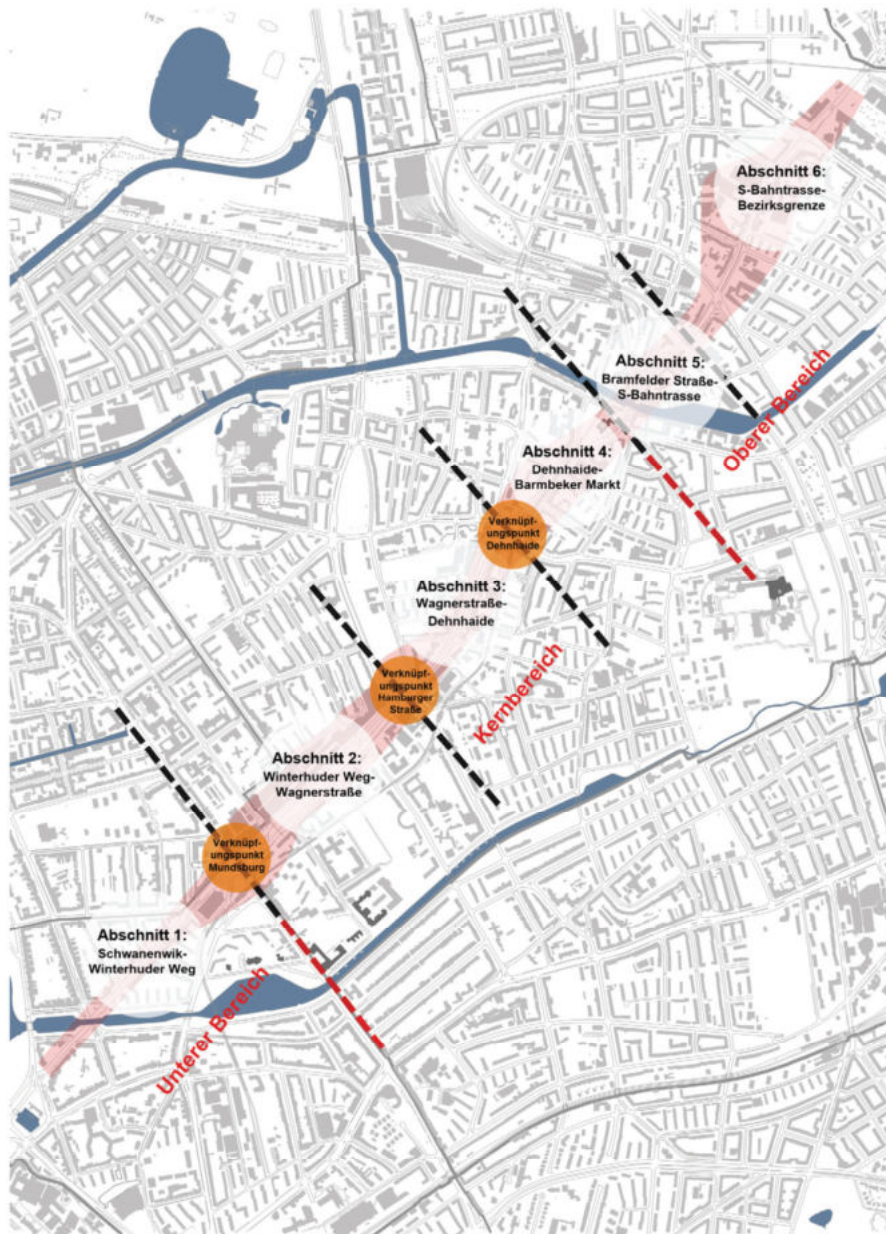 Abschnitt 6:
S-Bahntrasse-
Bezirksgrenze
Abschnitt 5:
Bramfelder Straße-
S-Bahntrasse
Oberer Bereich
Abschnitt 4:
Dehnhaide-
Barmbeker Markt
Verknüpf-
ungspunkt
Dehnhaide
Abschnitt 3:
Wagnerstraße-
Dehnhaide
Kernbereich
Verknüpf-
ungspunkt
Hamburger
Straße
Abschnitt 2:
Winterhuder Weg-
Wagnerstraße
Verknüpf-
ungspunkt
Mundsburg
Abschnitt 1:
Schwanenwik-
Winterhuder Weg
Unterer Bereich